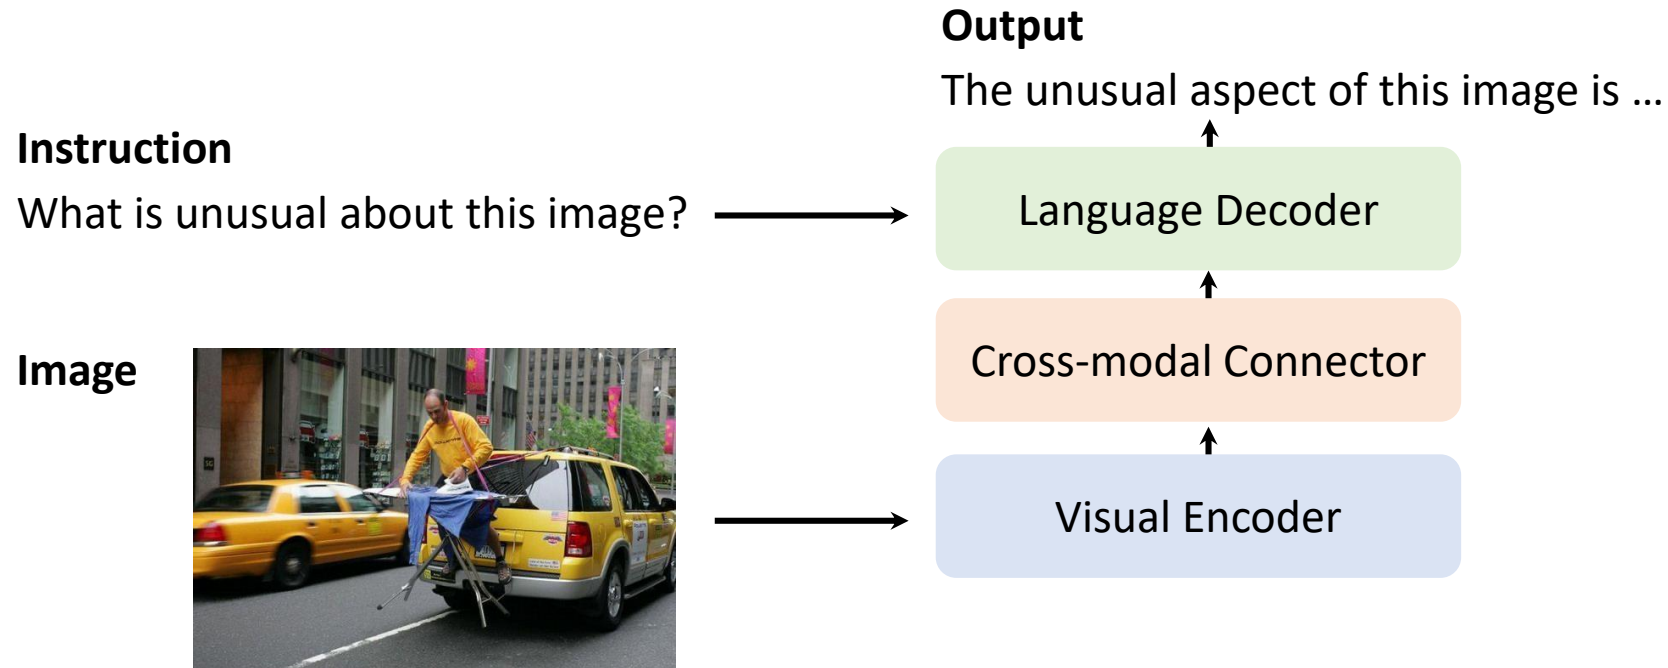 Output
The unusual aspect of this image is ...
Instruction
What is unusual about this image?
Language Decoder
Cross-modal Connector
Image
Visual Encoder